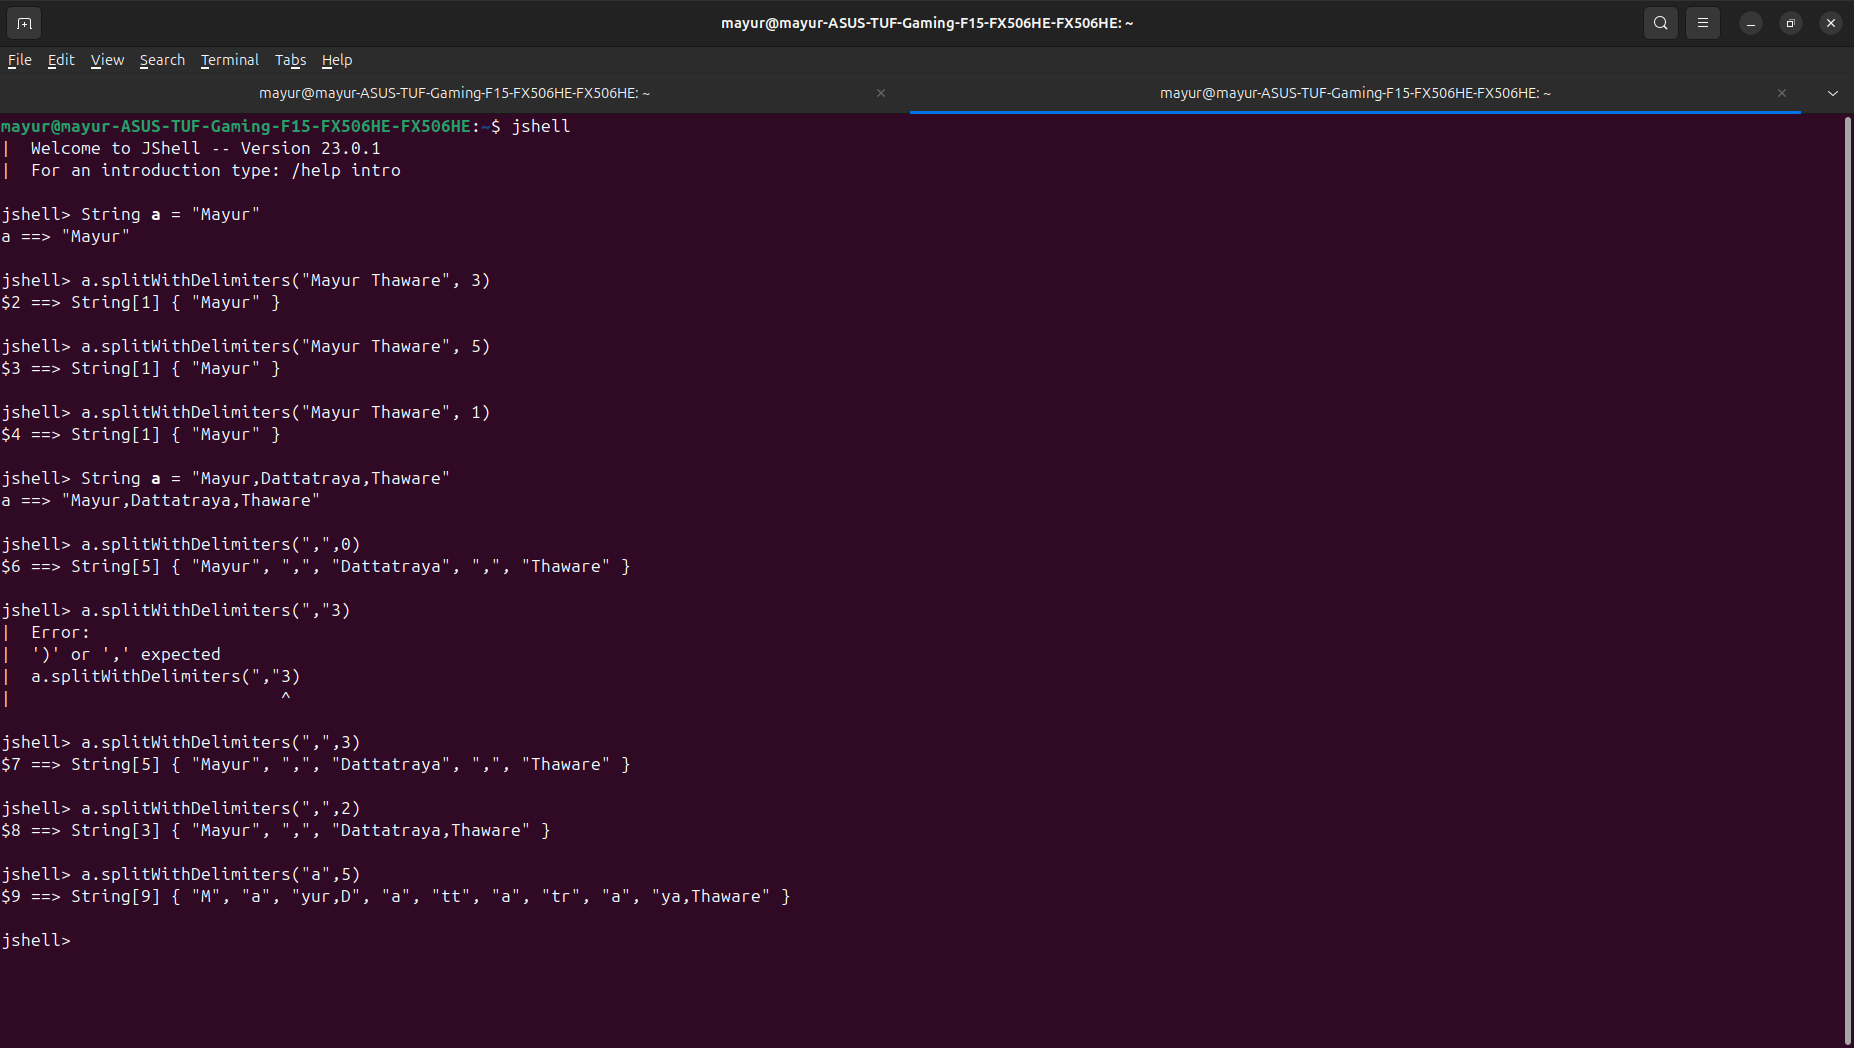 mayur@mayur-ASUS-TUF-Gaming-F15-FX506HE-FX506HE: ~
File Edit View Search Terminal Tabs Help
mayur@mayur-ASUS-TUF-Gaming-F15-FX506HE-FX506HE: ~ mayur@mayur-ASUS-TUF-Gaming-F15-FX506HE-FX506HE: ~
mayur@mayur-ASUS-TUF-Gaming-F15-FX506HE-FX506HE:~$ jshell
|  Welcome to JShell -- Version 23.0.1
|  For an introduction type: /help intro
jshell> String a = "Mayur"
a ==> "Mayur"
jshell> a.splitWithDelimiters("Mayur Thaware", 3)
$2 ==> String[1] { "Mayur" }
jshell> a.splitWithDelimiters("Mayur Thaware", 5)
$3 ==> String[1] { "Mayur" }
jshell> a.splitWithDelimiters("Mayur Thaware", 1)
$4 ==> String[1] { "Mayur" }
jshell> String a = "Mayur,Dattatraya,Thaware"
a ==> "Mayur,Dattatraya,Thaware"
jshell> a.splitWithDelimiters(",",0)
$6 ==> String[5] { "Mayur", ",", "Dattatraya", ",", "Thaware" }
jshell> a.splitWithDelimiters(","3)
|  Error:
|  ')' or ',' expected
|  a.splitWithDelimiters(","3)
|                           ^
jshell> a.splitWithDelimiters(",",3)
$7 ==> String[5] { "Mayur", ",", "Dattatraya", ",", "Thaware" }
jshell> a.splitWithDelimiters(",",2)
$8 ==> String[3] { "Mayur", ",", "Dattatraya,Thaware" }
jshell> a.splitWithDelimiters("a",5)
$9 ==> String[9] { "M", "a", "yur,D", "a", "tt", "a", "tr", "a", "ya,Thaware" }
jshell>